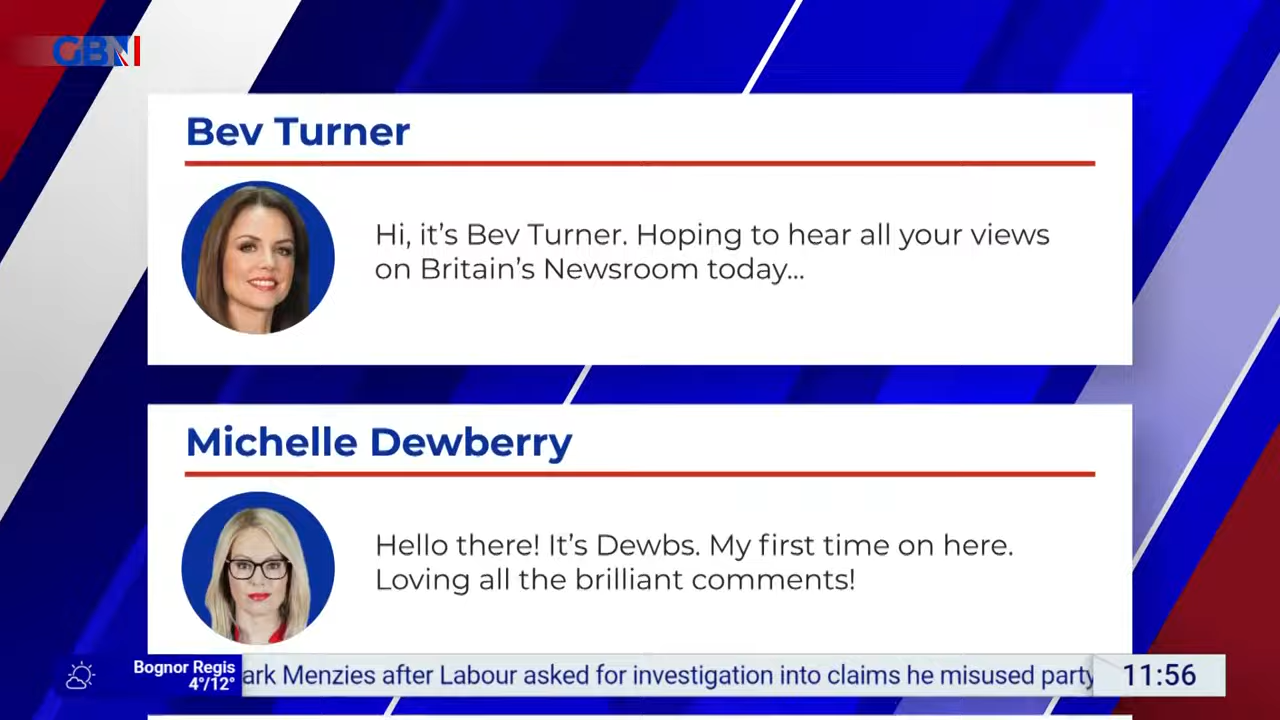 GBN
Bev Turner
Hi, it's Bev Turner. Hoping to hear all your views
on Britain's Newsroom today...
Michelle Dewberry
Hello there! It's Dewbs. My first time on here.
Loving all the brilliant comments!
Bognor Regis
4°/12°
ark Menzies after Labour asked for investigation into claims he misused party
11:56